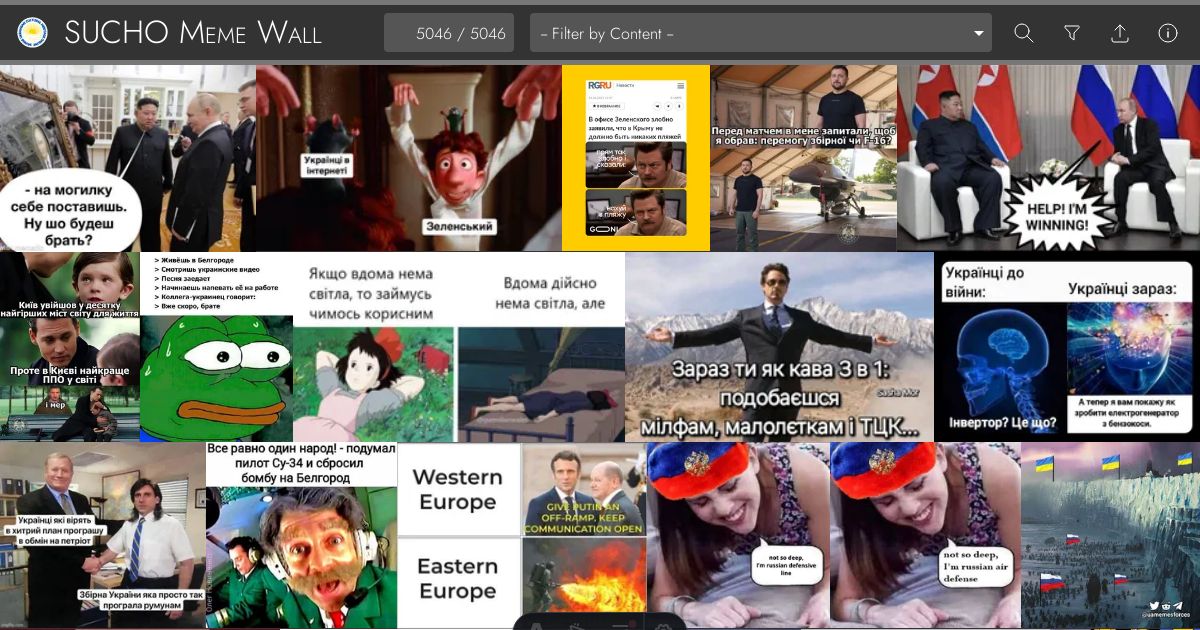 SUCHO MEME WALL
5046 / 5046
– Filter by Content –
- на могилку
себе поставишь.
Ну шо будеш
брать?
Українці в
інтернеті
Зеленський
RGRU
Новости
В офисе Зеленского злобно
заявили, что в Крыму не
должно быть никаких пляжей
прям так
злобно і
сказали:
нахуй
з пляжу
Перед матчем в мене запитали, щоб
я обрав: перемогу збірної чи F-16?
HELP! I'M
WINNING!
Київ увійшов у десятку
найгірших міст світу для життя
Проте в Києві найкраще
ППО у світі
і нєр
> Живёшь в Белгороде
> Смотришь украинские видео
> Песня заедает
> Начинаешь напевать её на работе
> Коллега-украинец говорит:
> Вже скоро, брате
Якщо вдома нема
світла, то займусь
чимось корисним
Вдома дійсно
нема світла, але
Зараз ти як кава 3 в 1:
Sasha Mor
подобаєшся
мілфам, малолєткам і ТЦК...
Українці до
війни:
Українці зараз:
Інвертор? Це що?
А тепер я вам покажу як
зробити електрогенератор
з бензокоси.
Українці які вірять
в хитрий план програшу
в обмін на петріот
Збірна України яка просто так
програла румунам
Все равно один народ! - подумал
пилот Су-34 и сбросил
бомбу на Белгород
Western
Europe
GIVE PUTIN AN
OFF-RAMP, KEEP
COMMUNICATION OPEN
Eastern
Europe
not so deep,
I'm russian defensive
line
not so deep,
I'm russian air
defense
@uamemesforces